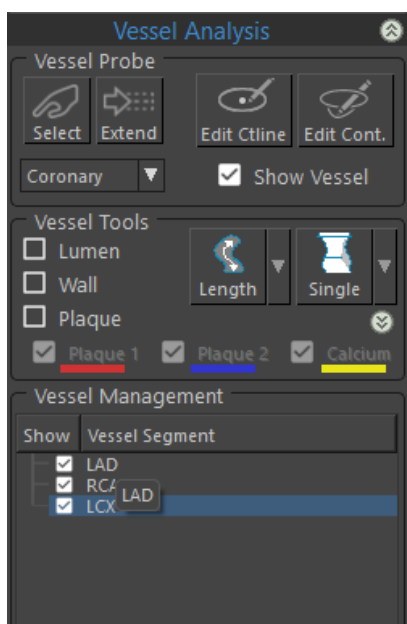 Vessel Analysis
Vessel Probe
Select Extend Edit Ctline Edit Cont.
Coronary Show Vessel
Vessel Tools
Lumen
Wall
Length Single
Plaque
Plaque 1 Plaque 2 Calcium
Vessel Management
Show Vessel Segment
LAD
RCA
LAD
LCX